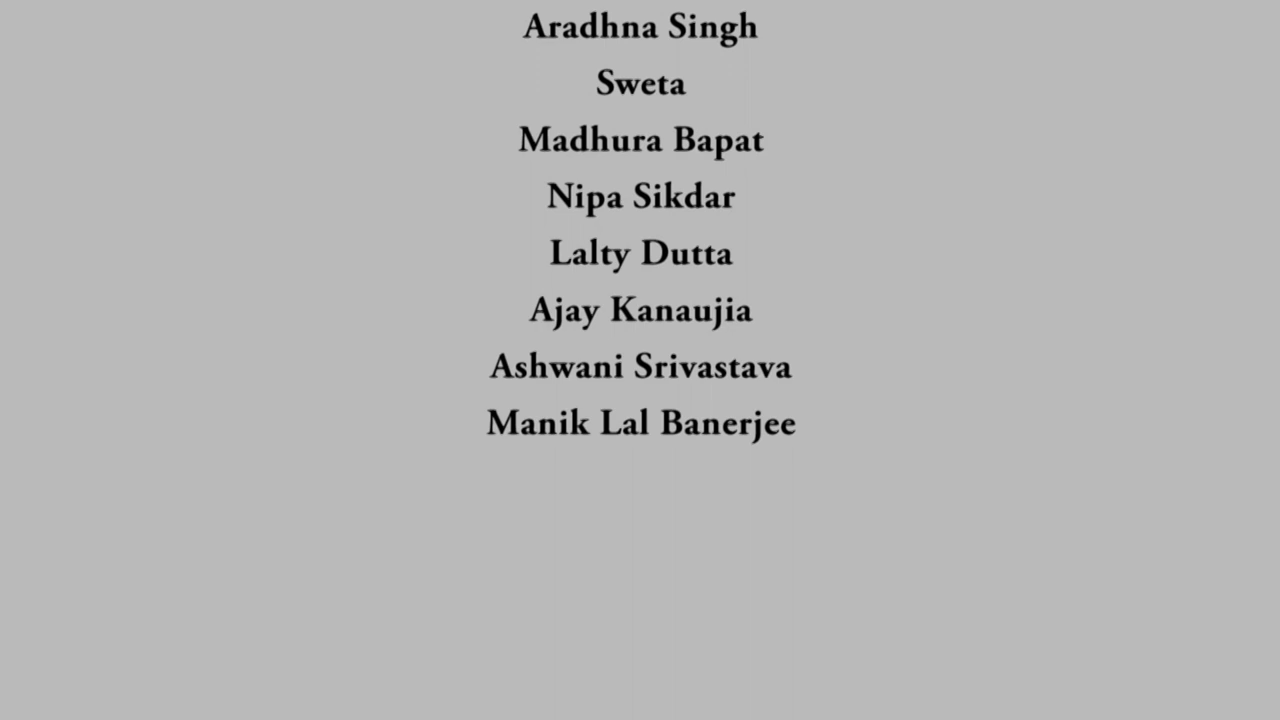 Aradhna Singh
Sweta
Madhura Bapat
Nipa Sikdar
Lalty Dutta
Ajay Kanaujia
Ashwani Srivastava
Manik Lal Banerjee